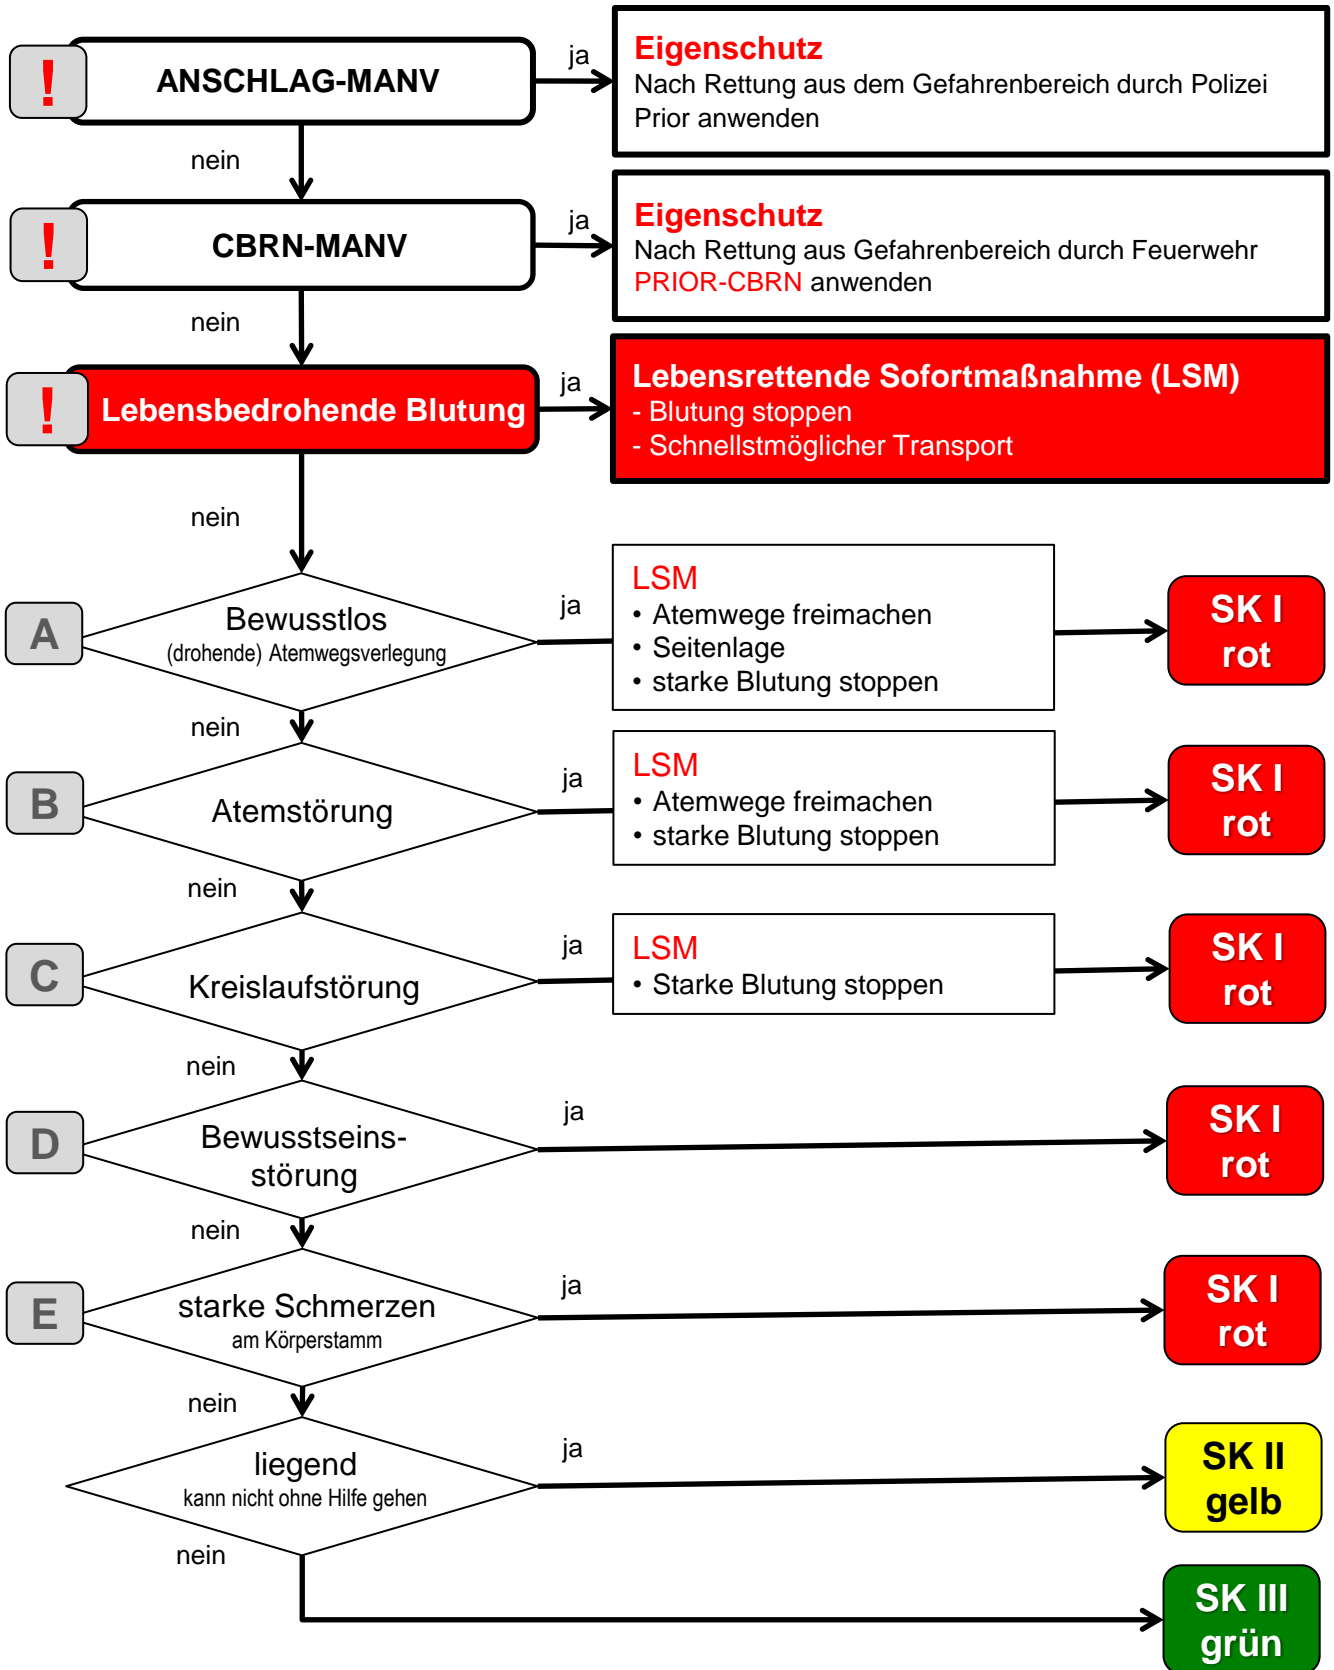 !
ANSCHLAG-MANV
ja
Eigenschutz
Nach Rettung aus dem Gefahrenbereich durch Polizei
Prior anwenden
nein
!
CBRN-MANV
ja
Eigenschutz
Nach Rettung aus Gefahrenbereich durch Feuerwehr
PRIOR-CBRN anwenden
nein
!
Lebensbedrohende Blutung
ja
Lebensrettende Sofortmaßnahme (LSM)
- Blutung stoppen
- Schnellstmöglicher Transport
nein
A
Bewusstlos
(drohende) Atemwegsverlegung
ja
LSM
• Atemwege freimachen
• Seitenlage
• starke Blutung stoppen
SK I
rot
nein
B
Atemstörung
ja
LSM
• Atemwege freimachen
• starke Blutung stoppen
SK I
rot
nein
C
Kreislaufstörung
ja
LSM
• Starke Blutung stoppen
SK I
rot
nein
D
Bewusstseins-
störung
ja
SK I
rot
nein
E
starke Schmerzen
am Körperstamm
ja
SK I
rot
nein
liegend
kann nicht ohne Hilfe gehen
ja
SK II
gelb
nein
SK III
grün